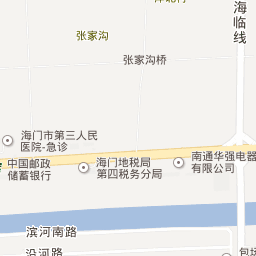 张家沟
海临线
张家沟桥
海门市第三人民
医院-急诊
中国邮政
储蓄银行
海门地税局
第四税务分局
南通华强电器
有限公司
滨河南路
沿河路
包场